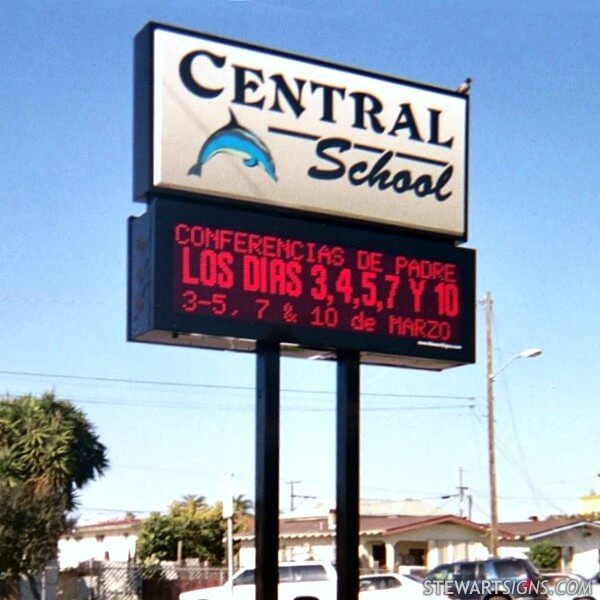 CENTRAL
School
CONFERENCIAS DE PADRE
LOS DIAS 3,4,5,7 Y 10
3-5, 7 & 10 de MARZO
STEWARTSIGNS.COM